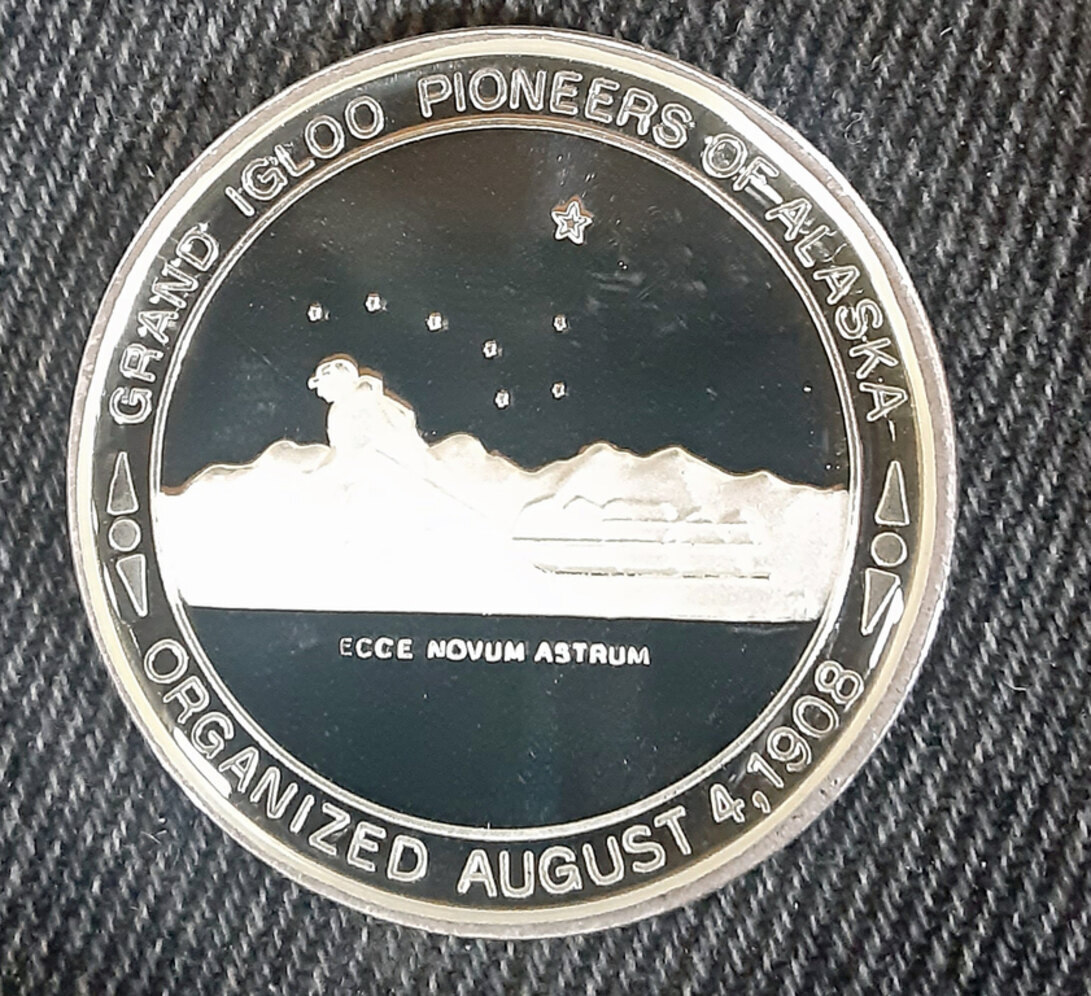 GRAND IGLOO PIONEERS OF ALASKA
ECCE NOVUM ASTRUM
ORGANIZED AUGUST 4, 1908